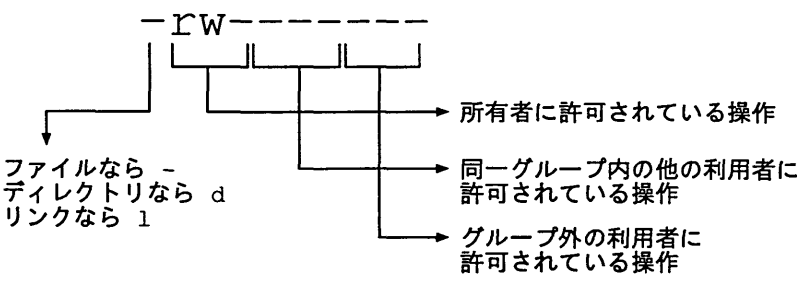 -rw-------
所有者に許可されている操作
ファイルなら -
ディレクトリなら d
リンクなら l
同一グループ内の他の利用者に
許可されている操作
グループ外の利用者に
許可されている操作